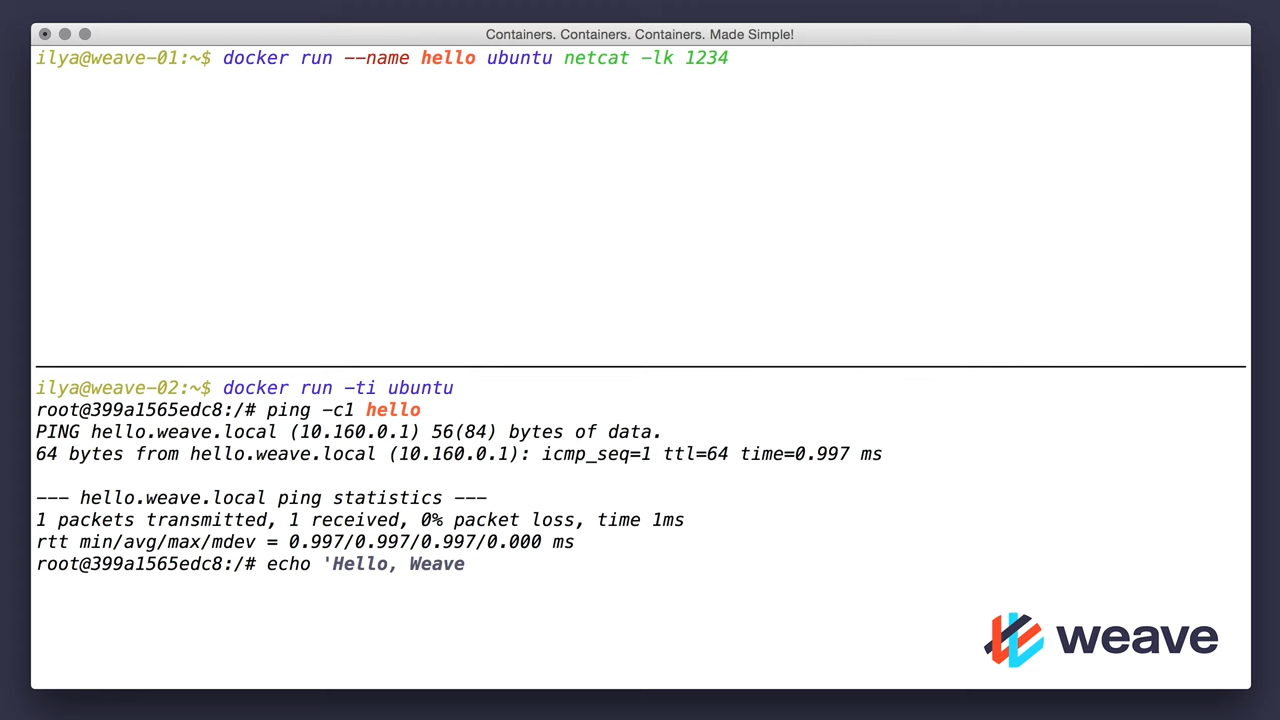 Containers. Containers. Containers. Made Simple!
ilya@weave-01:~$ docker run --name hello ubuntu netcat -lk 1234
ilya@weave-02:~$ docker run -ti ubuntu
root@399a1565edc8:/# ping -c1 hello
PING hello.weave.local (10.160.0.1) 56(84) bytes of data.
64 bytes from hello.weave.local (10.160.0.1): icmp_seq=1 ttl=64 time=0.997 ms
--- hello.weave.local ping statistics ---
1 packets transmitted, 1 received, 0% packet loss, time 1ms
rtt min/avg/max/mdev = 0.997/0.997/0.997/0.000 ms
root@399a1565edc8:/# echo 'Hello, Weave
weave